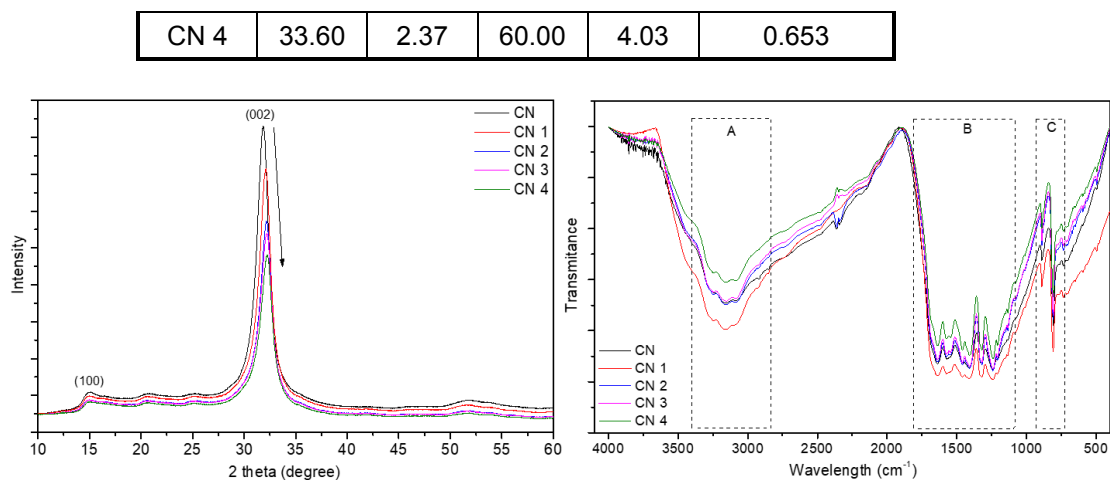 CN 4 33.60 2.37 60.00 4.03 0.653
(002)
(100)
CN
CN 1
CN 2
CN 3
CN 4
Intensity
10 15 20 25 30 35 40 45 50 55 60
2 theta (degree)
A
B
C
CN
CN 1
CN 2
CN 3
CN 4
Transmitance
4000 3500 3000 2500 2000 1500 1000 500
Wavelength (cm⁻¹)